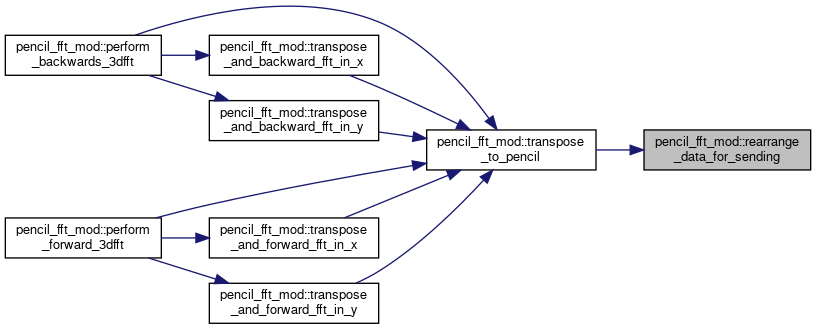 pencil_fft_mod::perform
_backwards_3dfft
pencil_fft_mod::transpose
_and_backward_fft_in_x
pencil_fft_mod::transpose
_and_backward_fft_in_y
pencil_fft_mod::transpose
_to_pencil
pencil_fft_mod::rearrange
_data_for_sending
pencil_fft_mod::perform
_forward_3dfft
pencil_fft_mod::transpose
_and_forward_fft_in_x
pencil_fft_mod::transpose
_and_forward_fft_in_y